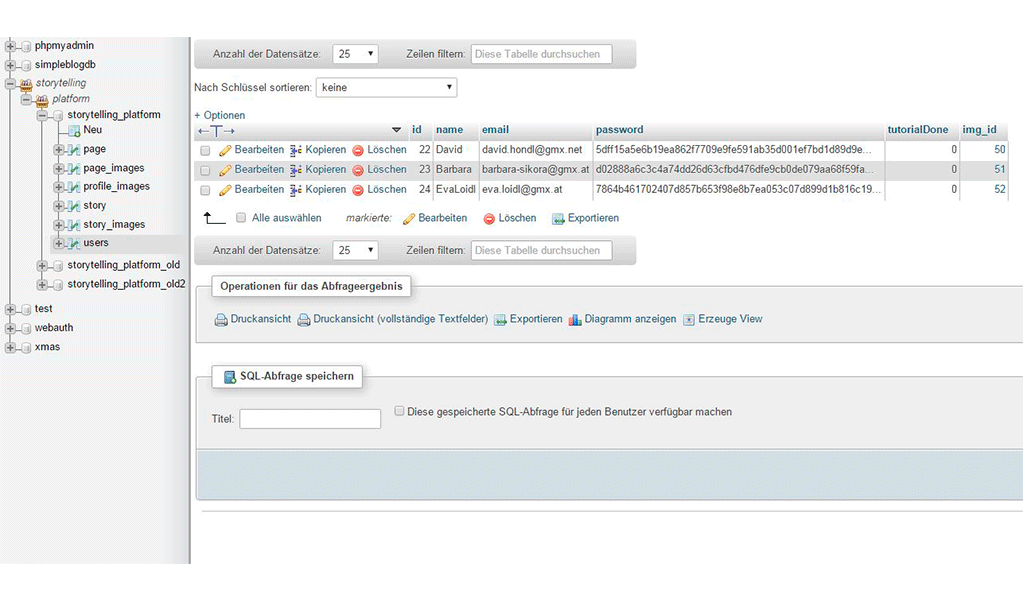 phpmyadmin
simpleblogdb
storytelling
platform
storytelling_platform
Neu
page
page_images
profile_images
story
story_images
users
storytelling_platform_old
storytelling_platform_old2
test
webauth
xmas
Anzahl der Datensätze: 25 Zeilen filtern: Diese Tabelle durchsuchen
Nach Schlüssel sortieren: keine
+ Optionen
←T→ id name email password tutorialDone img_id
Bearbeiten Kopieren Löschen 22 David david.hondl@gmx.net 5dff15a5e6b19ea862f7709e9fe591ab35d001ef7bd1d89d9e... 0 50
Bearbeiten Kopieren Löschen 23 Barbara barbara-sikora@gmx.at d02888a6c3c4a74dd26d63cfbd476dfe9cb0de079aa68f59fa... 0 51
Bearbeiten Kopieren Löschen 24 EvaLoidl eva.loidl@gmx.at 7864b461702407d857b653f98e8b7ea053c07d899d1b816c19... 0 52
Alle auswählen markierte: Bearbeiten Löschen Exportieren
Anzahl der Datensätze: 25 Zeilen filtern: Diese Tabelle durchsuchen
Operationen für das Abfrageergebnis
Druckansicht Druckansicht (vollständige Textfelder) Exportieren Diagramm anzeigen Erzeuge View
SQL-Abfrage speichern
Titel: Diese gespeicherte SQL-Abfrage für jeden Benutzer verfügbar machen